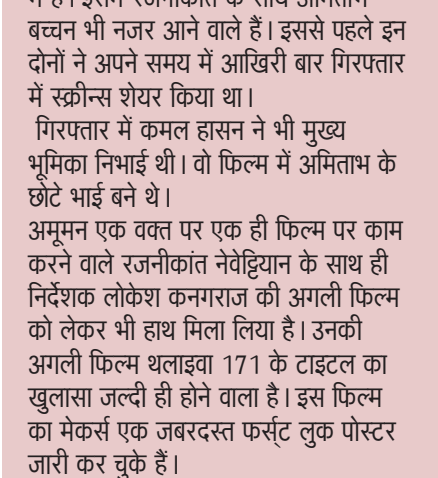 बच्चन भी नजर आने वाले हैं। इससे पहले इन
दोनों ने अपने समय में आखिरी बार गिरफ्तार
में स्क्रीन्स शेयर किया था।
गिरफ्तार में कमल हासन ने भी मुख्य
भूमिका निभाई थी। वो फिल्म में अमिताभ के
छोटे भाई बने थे।
अमूमन एक वक्त पर एक ही फिल्म पर काम
करने वाले रजनीकांत नेवेट्टियान के साथ ही
निर्देशक लोकेश कनगराज की अगली फिल्म
को लेकर भी हाथ मिला लिया है। उनकी
अगली फिल्म थलाइवा 171 के टाइटल का
खुलासा जल्दी ही होने वाला है। इस फिल्म
का मेकर्स एक जबरदस्त फर्स्ट लुक पोस्टर
जारी कर चुके हैं।